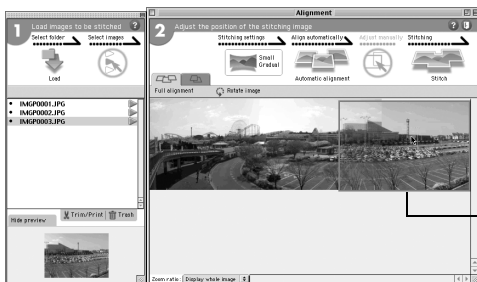 1 Load images to be stitched ?
Select folder Select images
Load
IMGP0001.JPG
IMGP0002.JPG
IMGP0003.JPG
Hide preview Trim/Print Trash
Alignment
2 Adjust the position of the stitching image ?
Stitching settings Align automatically Adjust manually Stitching
Small
Gradual
Automatic alignment Stitch
Full alignment Rotate image
Zoom ratio: Display whole image